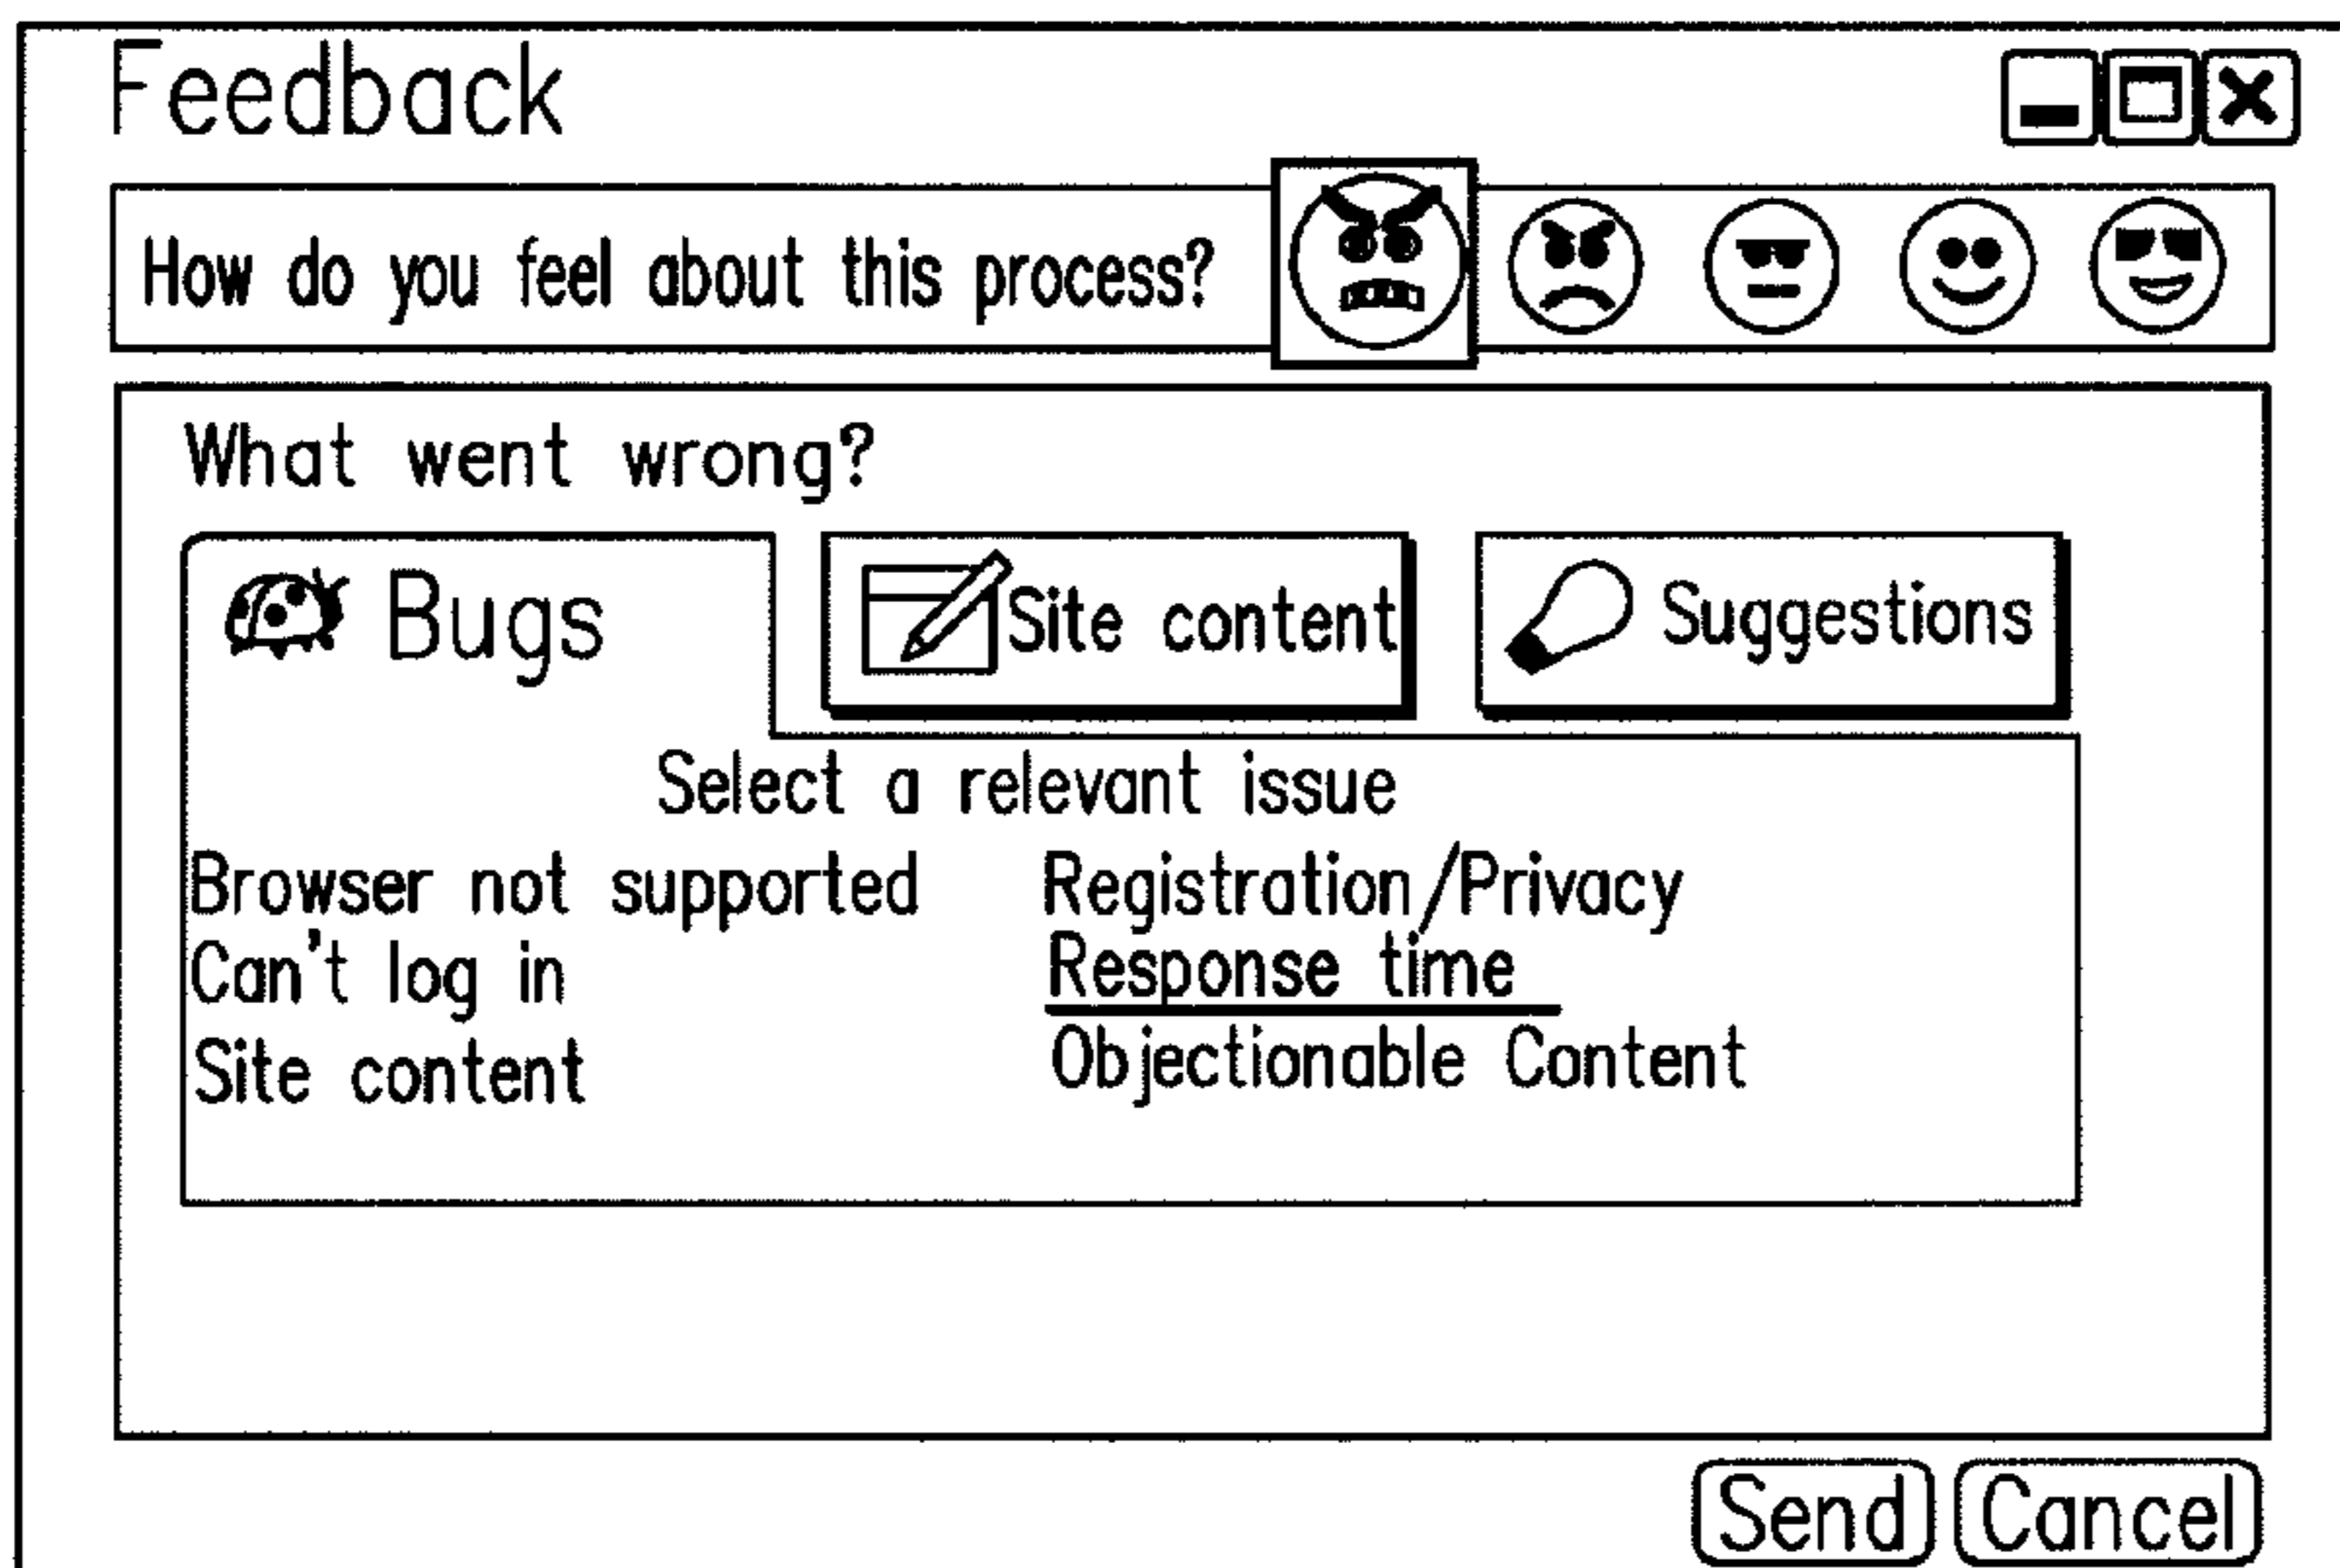 Feedback
How do you feel about this process?
What went wrong?
Bugs
Site content
Suggestions
Select a relevant issue
Browser not supported
Can't log in
Site content
Registration/Privacy
Response time
Objectionable Content
Send
Cancel